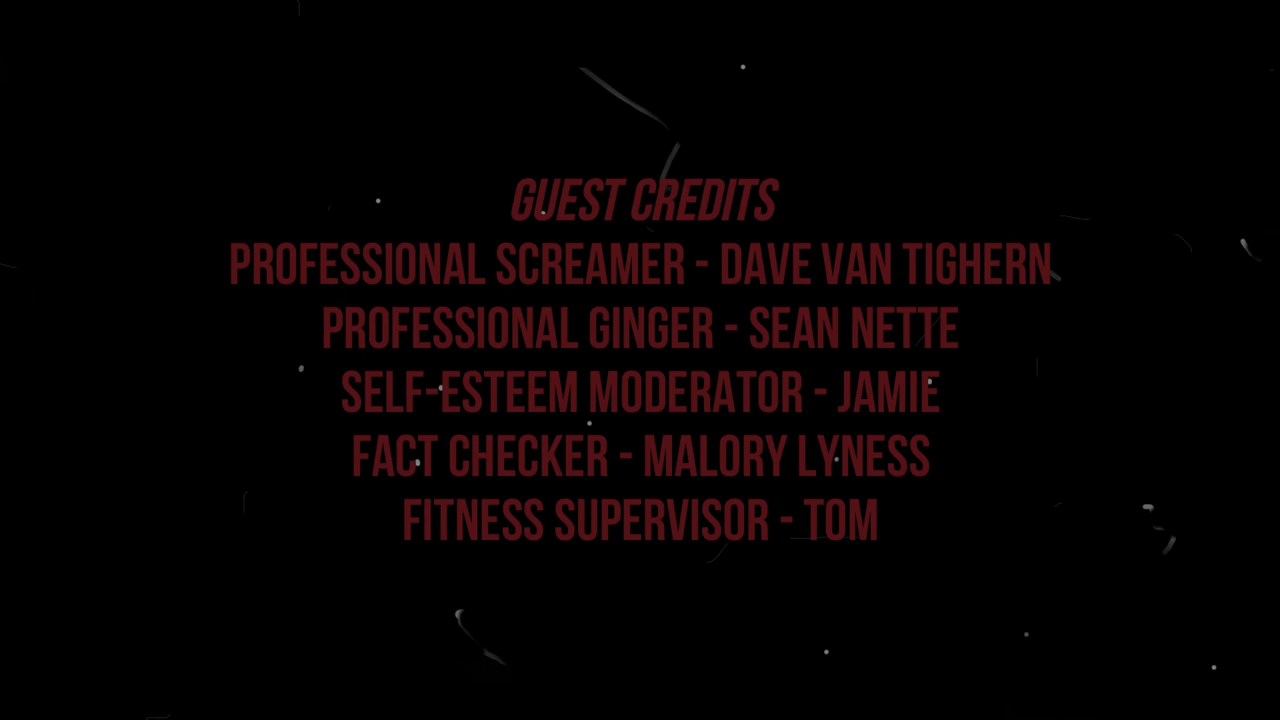 GUEST CREDITS
PROFESSIONAL SCREAMER - DAVE VAN TIGHERN
PROFESSIONAL GINGER - SEAN NETTE
SELF-ESTEEM MODERATOR - JAMIE
FACT CHECKER - MALORY LYNESS
FITNESS SUPERVISOR - TOM